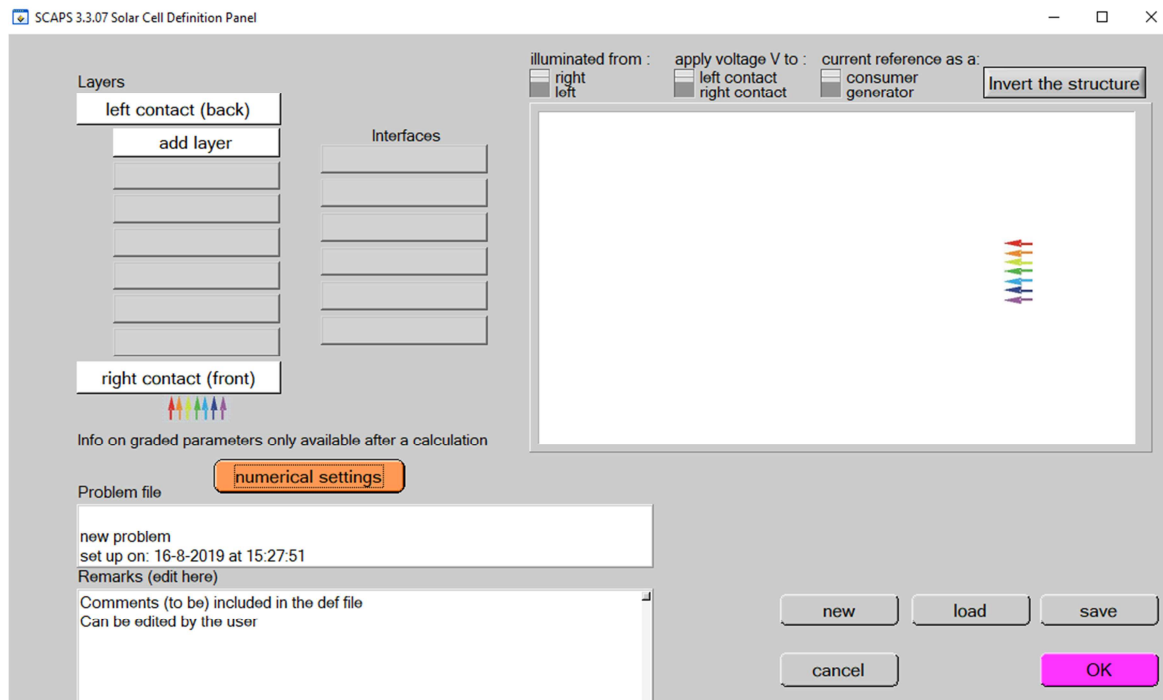 SCAPS 3.3.07 Solar Cell Definition Panel
illuminated from :
right
left
apply voltage V to :
left contact
right contact
current reference as a:
consumer
generator
Invert the structure
Layers
left contact (back)
add layer
Interfaces
right contact (front)
Info on graded parameters only available after a calculation
numerical settings
Problem file
new problem
set up on: 16-8-2019 at 15:27:51
Remarks (edit here)
Comments (to be) included in the def file
Can be edited by the user
new
load
save
cancel
OK